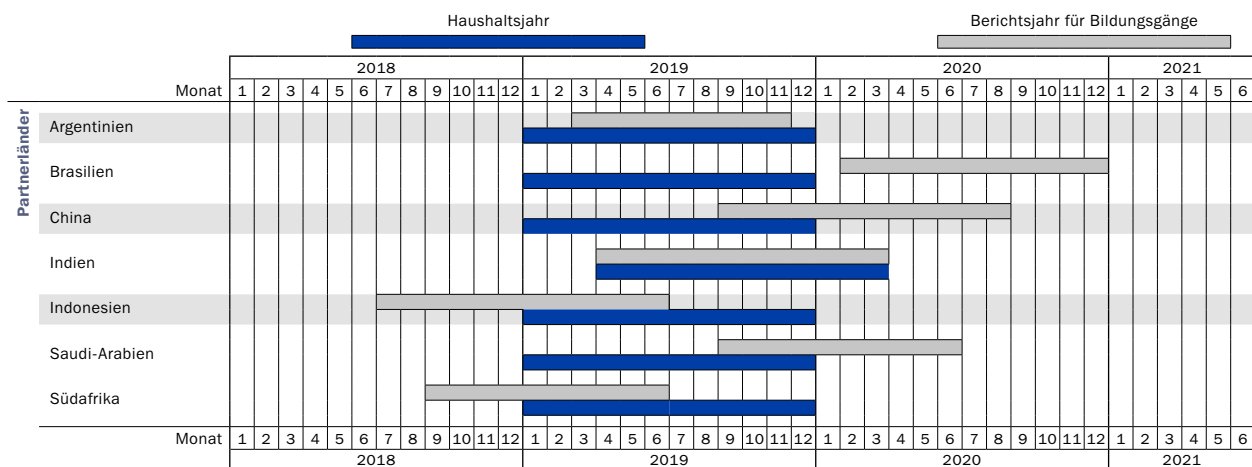 Haushaltsjahr Berichtsjahr für Bildungsgänge
2018 2019 2020 2021
Monat 1 2 3 4 5 6 7 8 9 10 11 12 1 2 3 4 5 6 7 8 9 10 11 12 1 2 3 4 5 6 7 8 9 10 11 12 1 2 3 4 5 6
Partnerländer
Argentinien
Brasilien
China
Indien
Indonesien
Saudi-Arabien
Südafrika
Monat 1 2 3 4 5 6 7 8 9 10 11 12 1 2 3 4 5 6 7 8 9 10 11 12 1 2 3 4 5 6 7 8 9 10 11 12 1 2 3 4 5 6
2018 2019 2020 2021